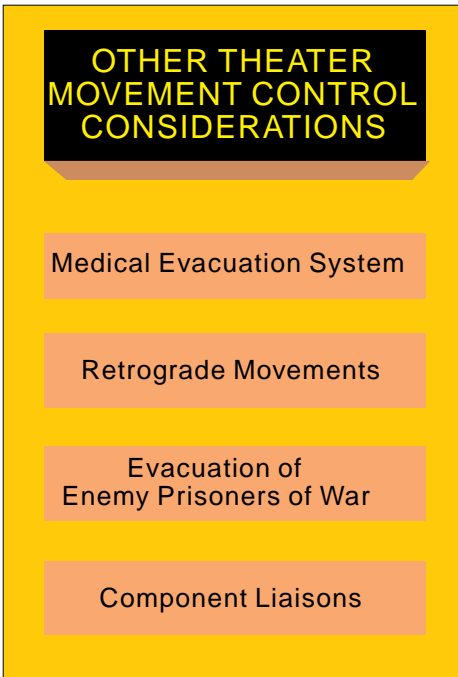 OTHER THEATER
MOVEMENT CONTROL
CONSIDERATIONS
Medical Evacuation System
Retrograde Movements
Evacuation of
Enemy Prisoners of War
Component Liaisons